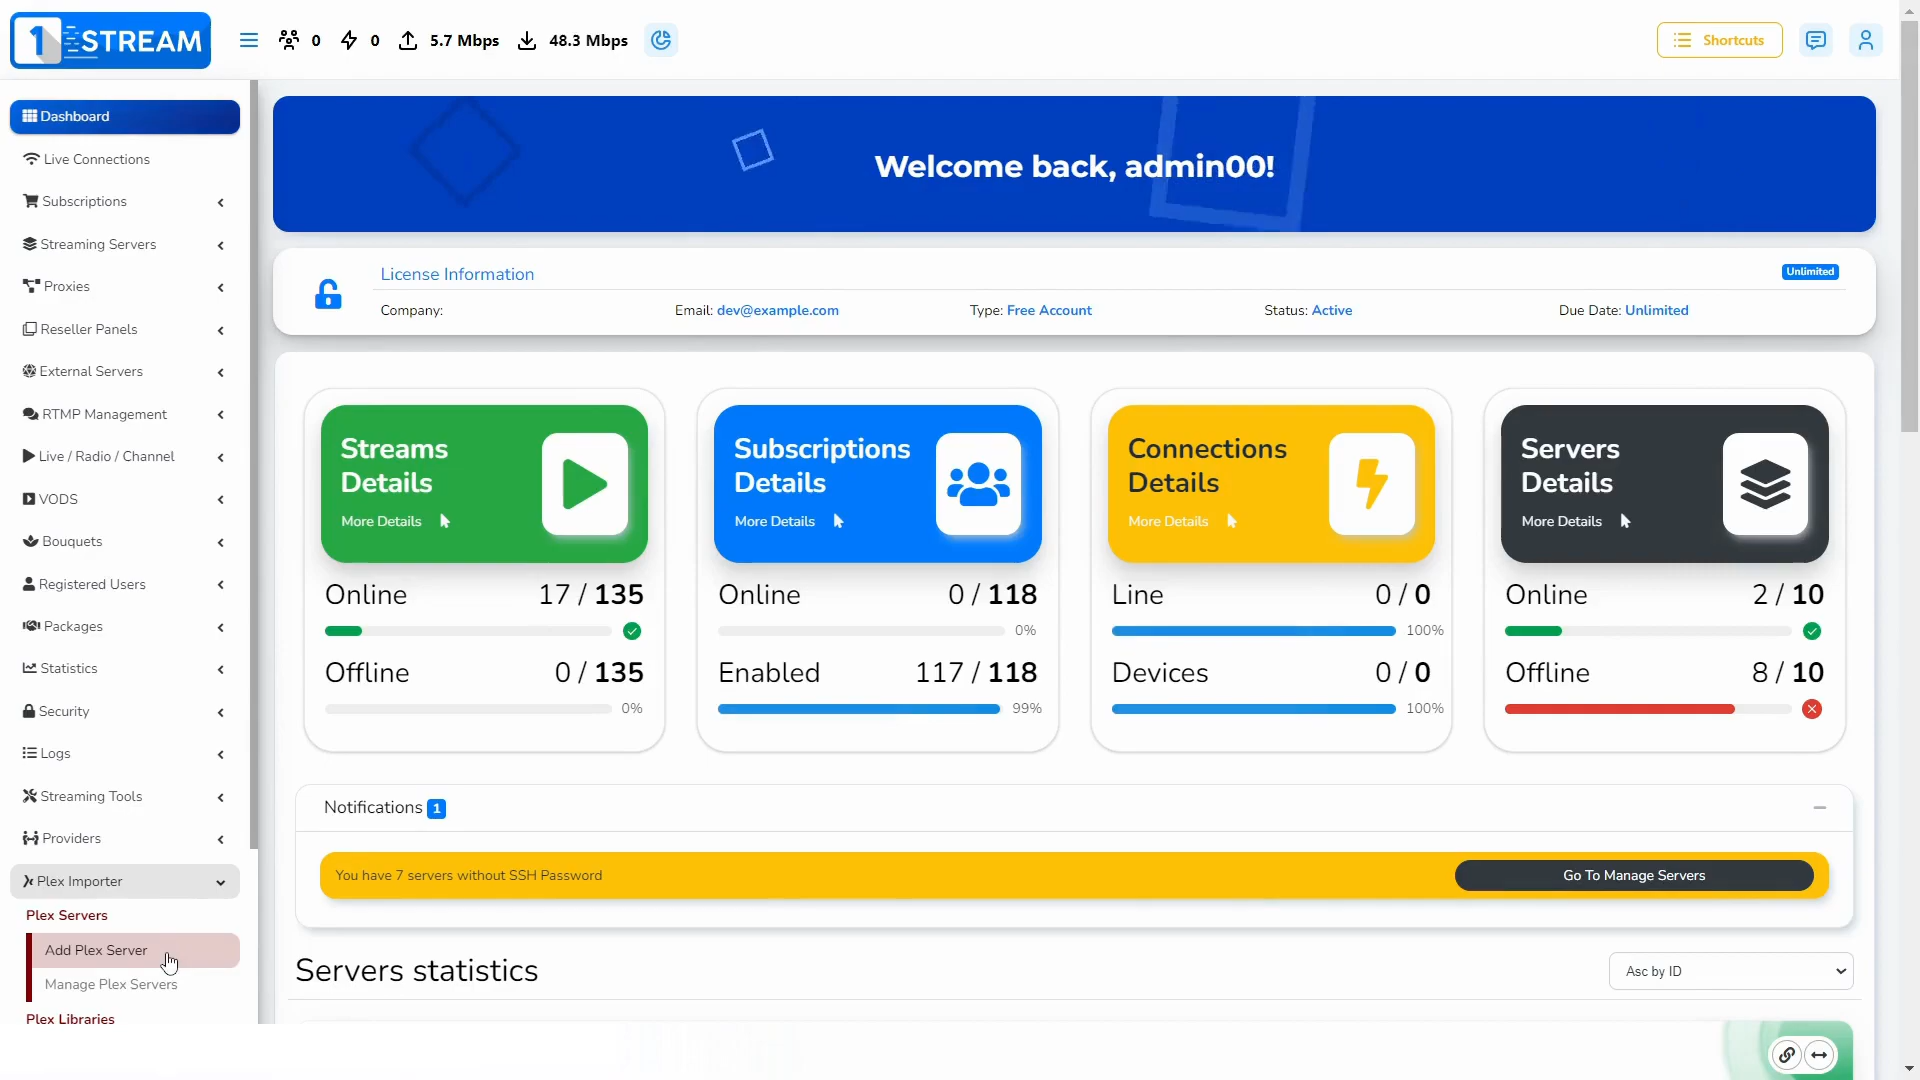 1 STREAM
0
0
5.7 Mbps
48.3 Mbps
Shortcuts
Dashboard
Live Connections
Subscriptions
Streaming Servers
Proxies
Reseller Panels
External Servers
RTMP Management
Live / Radio / Channel
VODS
Bouquets
Registered Users
Packages
Statistics
Security
Logs
Streaming Tools
Providers
Plex Importer
Plex Servers
Add Plex Server
Manage Plex Servers
Plex Libraries
Welcome back, admin00!
License Information
Unlimited
Company:
Email: dev@example.com
Type: Free Account
Status: Active
Due Date: Unlimited
Streams
Details
More Details
Online 17 / 135
Offline 0 / 135
0%
Subscriptions
Details
More Details
Online 0 / 118
0%
Enabled 117 / 118
99%
Connections
Details
More Details
Line 0 / 0
100%
Devices 0 / 0
100%
Servers
Details
More Details
Online 2 / 10
Offline 8 / 10
Notifications 1
You have 7 servers without SSH Password
Go To Manage Servers
Servers statistics
Asc by ID